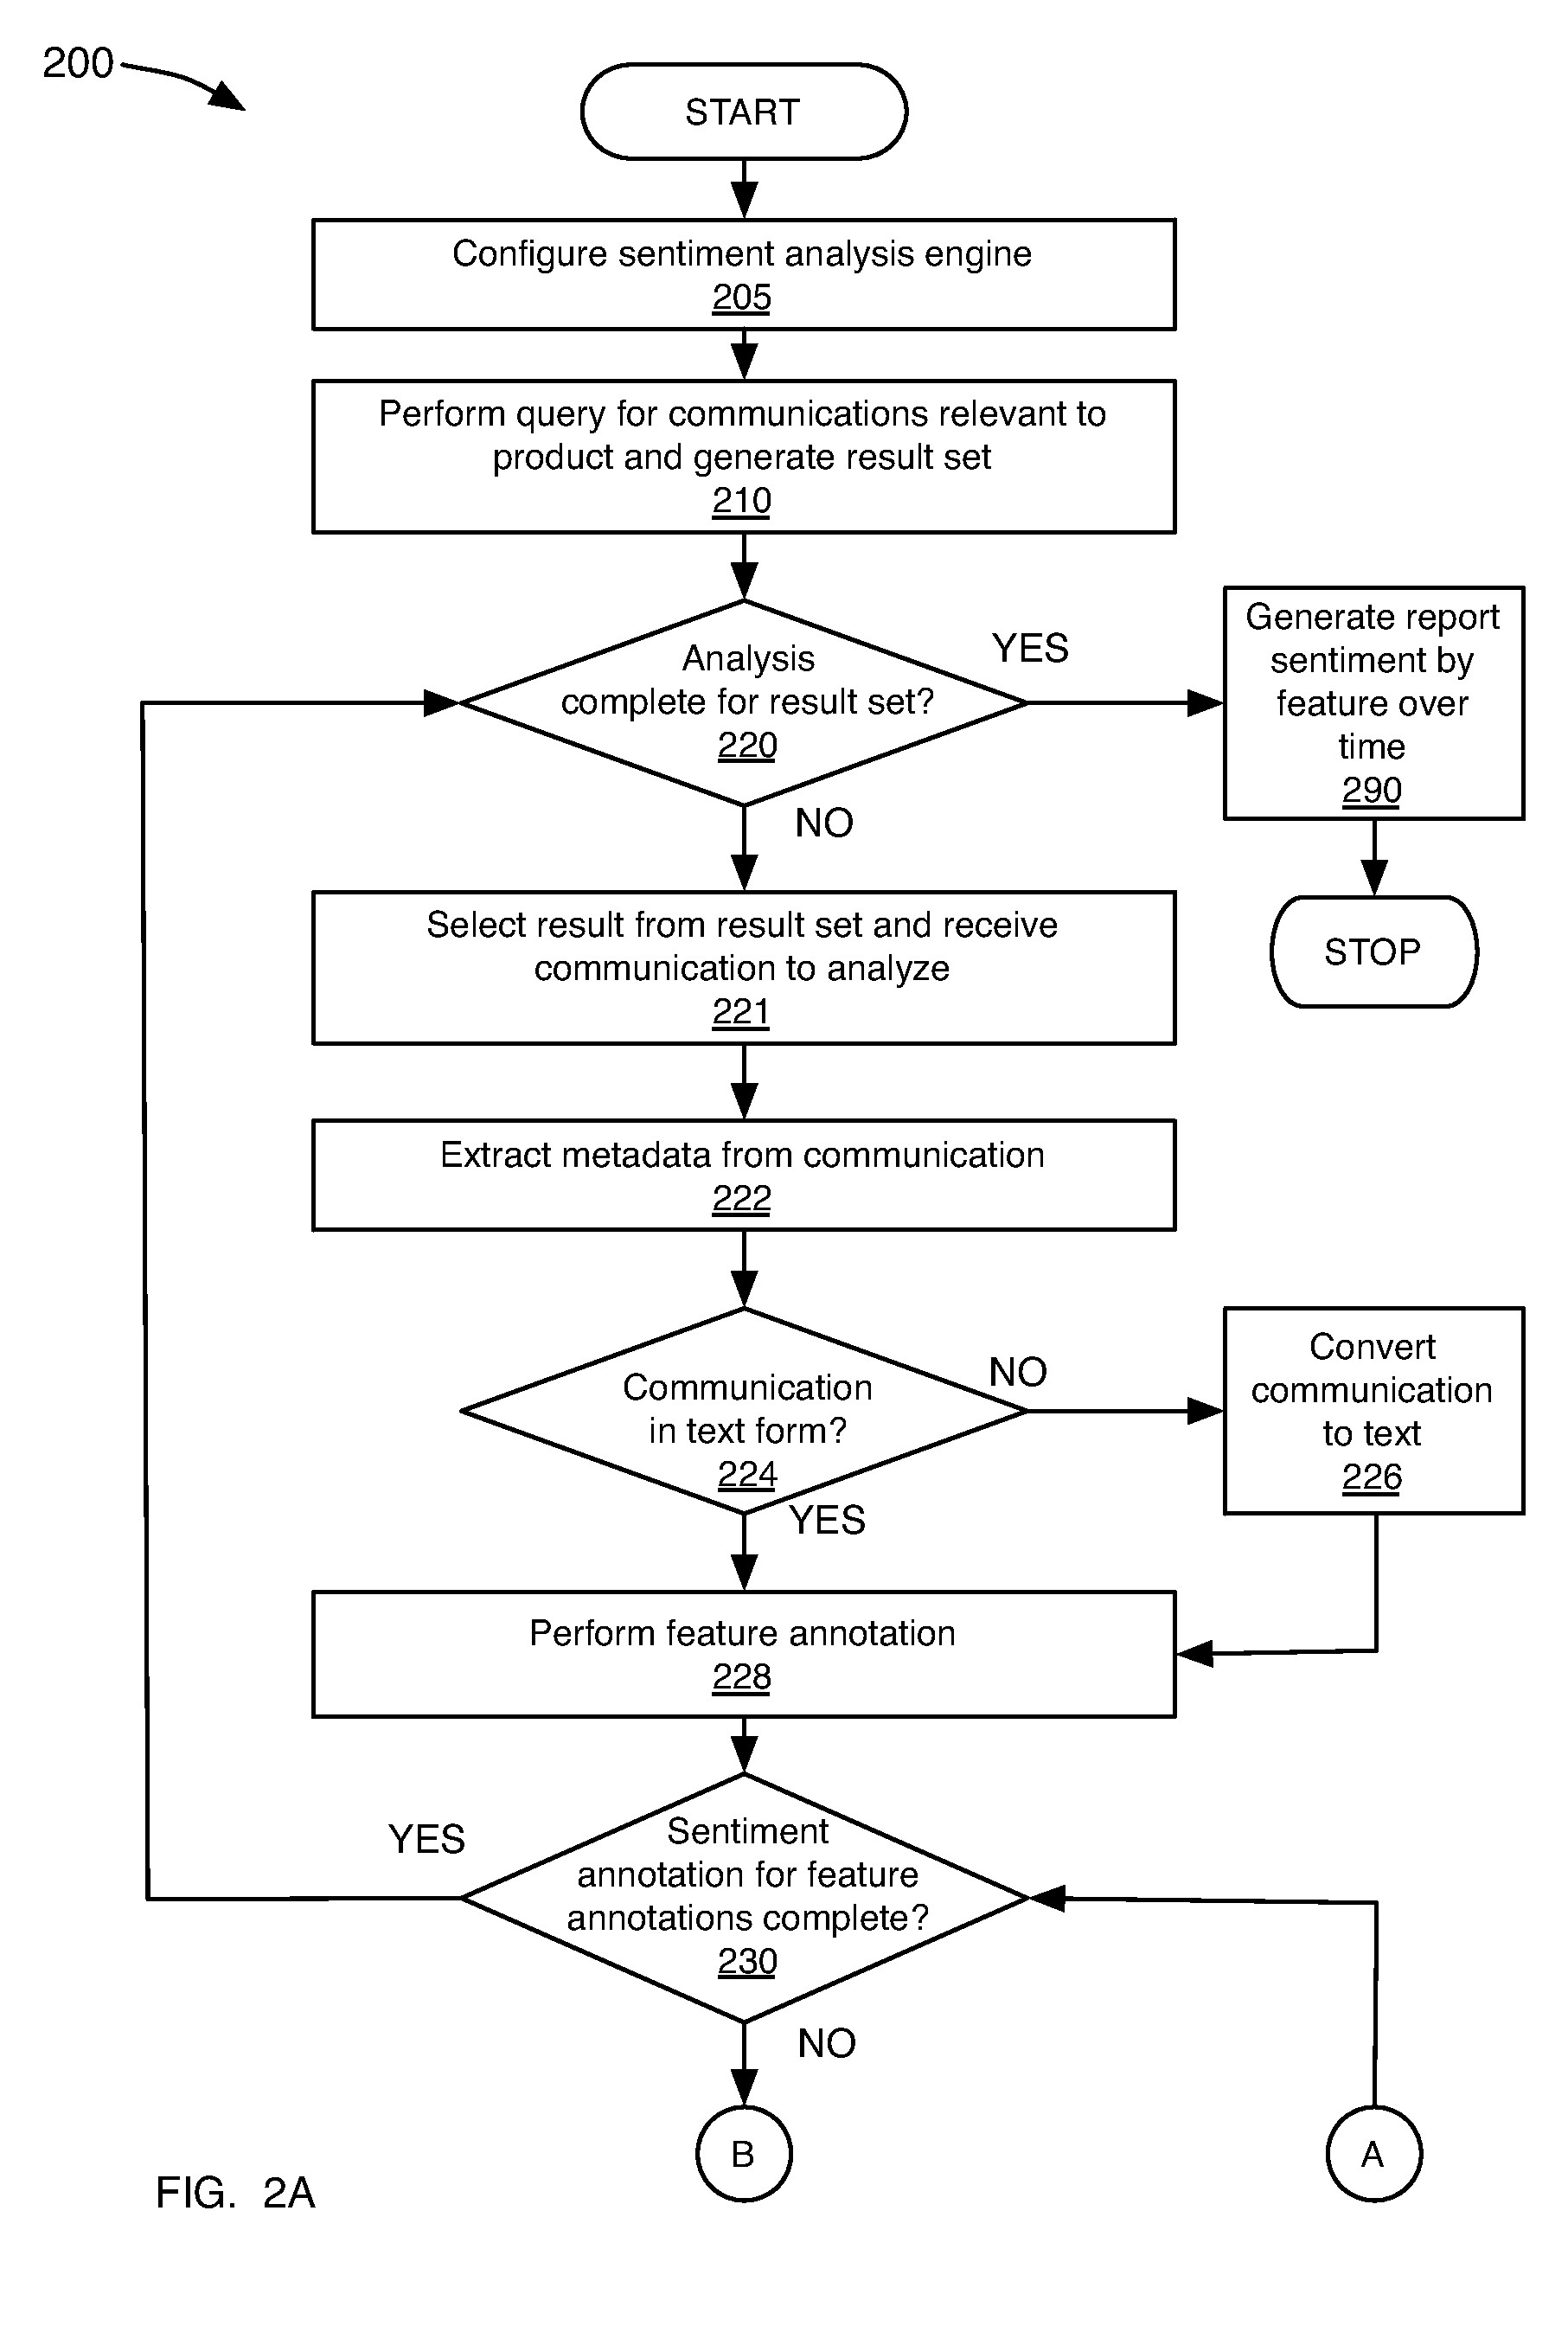 200
START
Configure sentiment analysis engine
205
Perform query for communications relevant to
product and generate result set
210
Analysis
complete for result set?
220
YES
Generate report
sentiment by
feature over
time
290
NO
STOP
Select result from result set and receive
communication to analyze
221
Extract metadata from communication
222
Communication
in text form?
224
NO
Convert
communication
to text
226
YES
Perform feature annotation
228
Sentiment
annotation for feature
annotations complete?
230
YES
NO
B
A
FIG. 2A